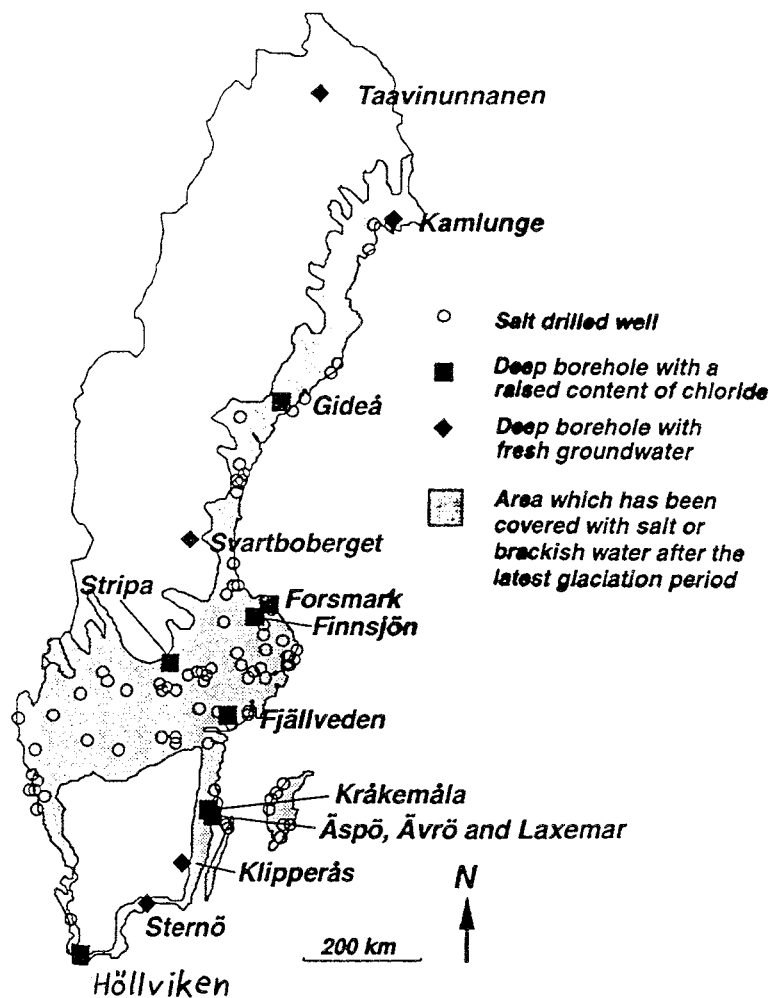 Taavinunnanen
Kamlunge
Salt drilled well
Deep borehole with a
raised content of chloride
Gideå
Deep borehole with
fresh groundwater
Area which has been
covered with salt or
brackish water after the
latest glaciation period
Svartboberget
Stripa
Forsmark
Finnsjön
Fjällveden
Kråkemåla
Äspö, Ävrö and Laxemar
Klipperås
N
Sternö
200 km
Höllviken